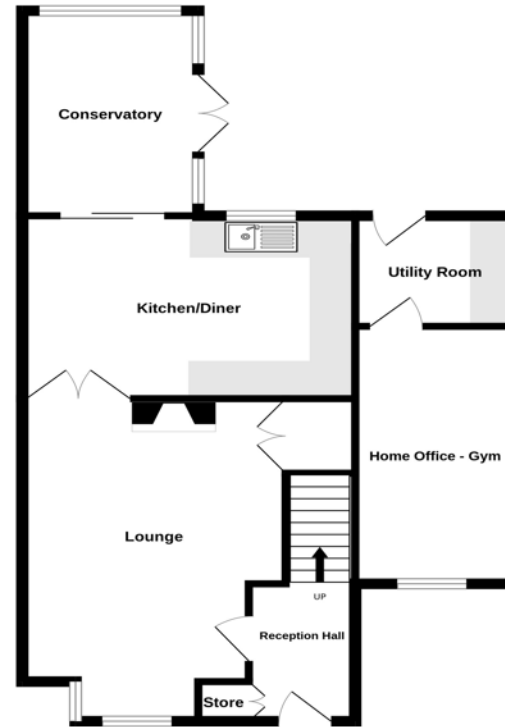 Conservatory
Utility Room
Kitchen/Diner
Home Office - Gym
Lounge
UP
Reception Hall
Store